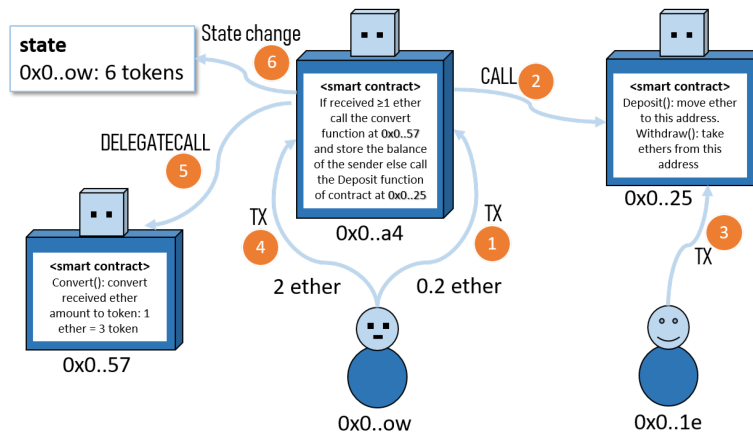 state
0x0..ow: 6 tokens
State change
6
<smart contract>
If received ≥1 ether
call the convert
function at 0x0..57
and store the balance
of the sender else call
the Deposit function
of contract at 0x0..25
0x0..a4
CALL
2
<smart contract>
Deposit(): move ether
to this address.
Withdraw(): take
ethers from this
address
0x0..25
DELEGATECALL
5
<smart contract>
Convert(): convert
received ether
amount to token: 1
ether = 3 token
0x0..57
TX
4
2 ether
TX
1
0.2 ether
0x0..ow
3
TX
0x0..1e